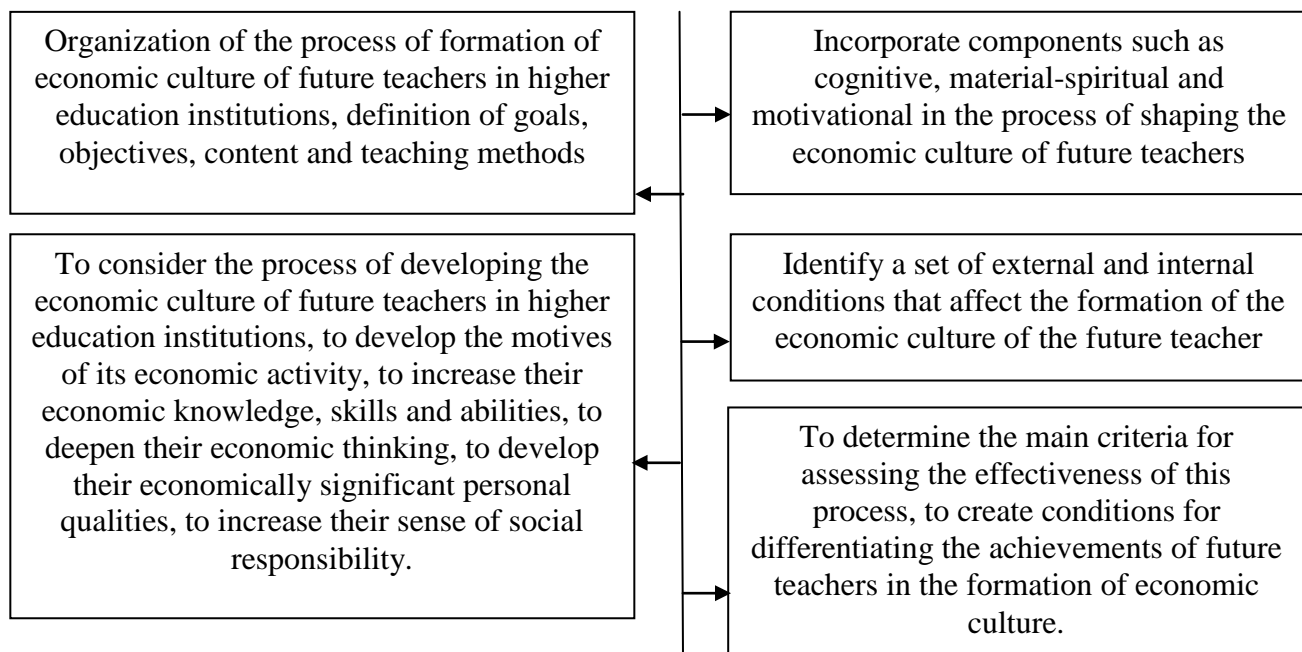 Organization of the process of formation of
economic culture of future teachers in higher
education institutions, definition of goals,
objectives, content and teaching methods
To consider the process of developing the
economic culture of future teachers in higher
education institutions, to develop the motives
of its economic activity, to increase their
economic knowledge, skills and abilities, to
deepen their economic thinking, to develop
their economically significant personal
qualities, to increase their sense of social
responsibility.
Incorporate components such as
cognitive, material-spiritual and
motivational in the process of shaping the
economic culture of future teachers
Identify a set of external and internal
conditions that affect the formation of the
economic culture of the future teacher
To determine the main criteria for
assessing the effectiveness of this
process, to create conditions for
differentiating the achievements of future
teachers in the formation of economic
culture.